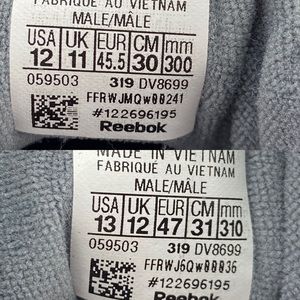 FABRIQUÉ AU VIETNAM
MALE/MÂLE
USA UK EUR CM mm
12 11 45.5 30 300
059503 319 DV8699
FFRWJMQw00241
#122696195
Reebok
MADE IN VIETNAM
FABRIQUÉ AU VIETNAM
MALE/MÂLE
USA UK EUR CM mm
13 12 47 31 310
059503 319 DV8699
FFRWJ6Qw00036
#122696195
Reebok